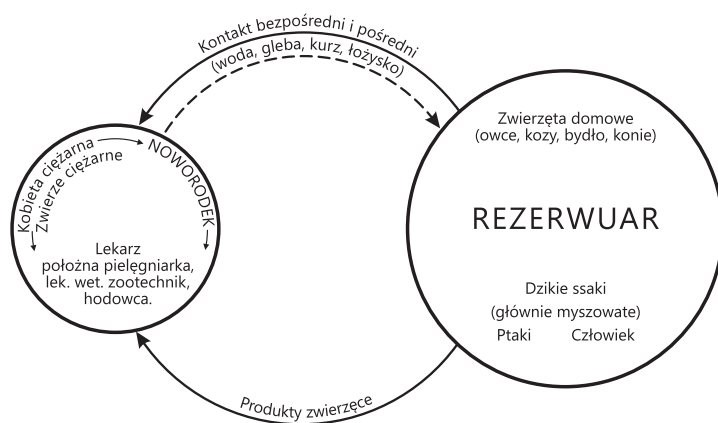 Kontakt bezpośredni i pośredni
(woda, gleba, kurz, łożysko)
Kobieta ciężarna
Zwierze ciężarne
NOWORODEK
Lekarz
położna pielęgniarka,
lek. wet. zootechnik,
hodowca.
Zwierzęta domowe
(owce, kozy, bydło, konie)
REZERWUAR
Dzikie ssaki
(głównie myszowate)
Ptaki Człowiek
Produkty zwierzęce